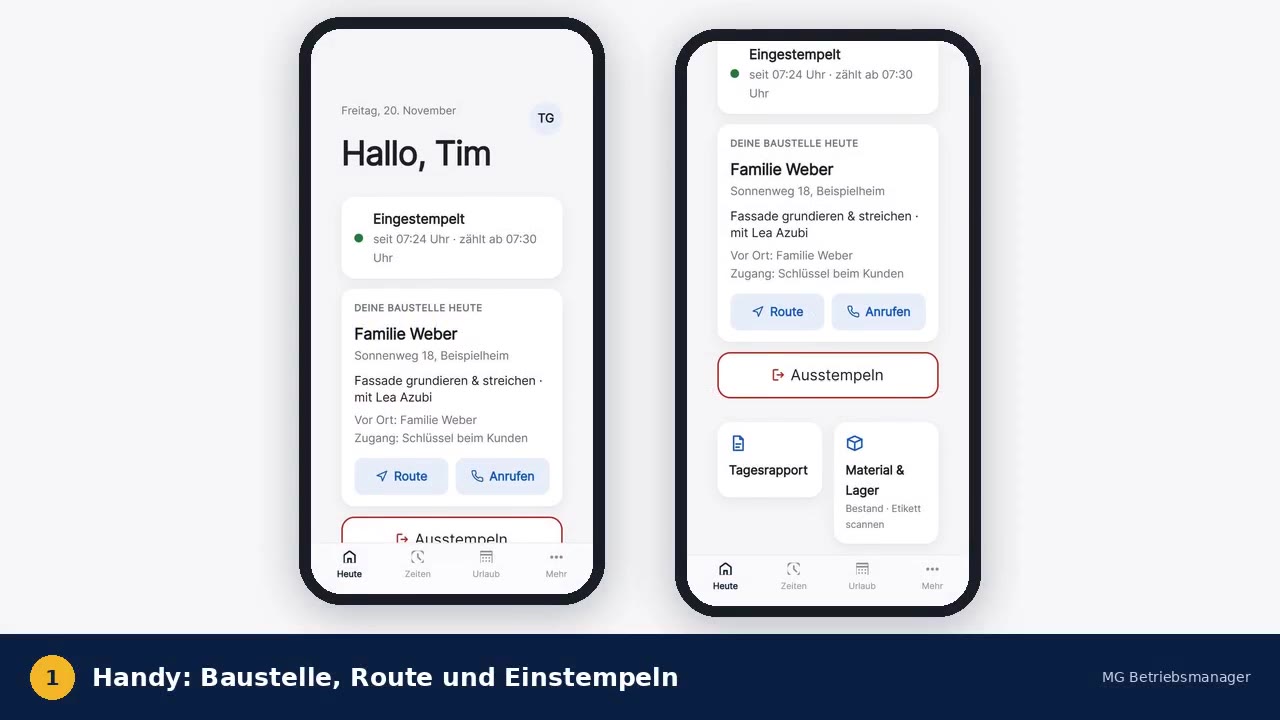 Freitag, 20. November
TG
Hallo, Tim
Eingestempelt
seit 07:24 Uhr · zählt ab 07:30
Uhr
DEINE BAUSTELLE HEUTE
Familie Weber
Sonnenweg 18, Beispielheim
Fassade grundieren & streichen ·
mit Lea Azubi
Vor Ort: Familie Weber
Zugang: Schlüssel beim Kunden
Route
Anrufen
Ausstempeln
Heute
Zeiten
Urlaub
Mehr
Eingestempelt
seit 07:24 Uhr · zählt ab 07:30
Uhr
DEINE BAUSTELLE HEUTE
Familie Weber
Sonnenweg 18, Beispielheim
Fassade grundieren & streichen ·
mit Lea Azubi
Vor Ort: Familie Weber
Zugang: Schlüssel beim Kunden
Route
Anrufen
Ausstempeln
Tagesrapport
Material &
Lager
Bestand · Etikett
scannen
Heute
Zeiten
Urlaub
Mehr
1
Handy: Baustelle, Route und Einstempeln
MG Betriebsmanager